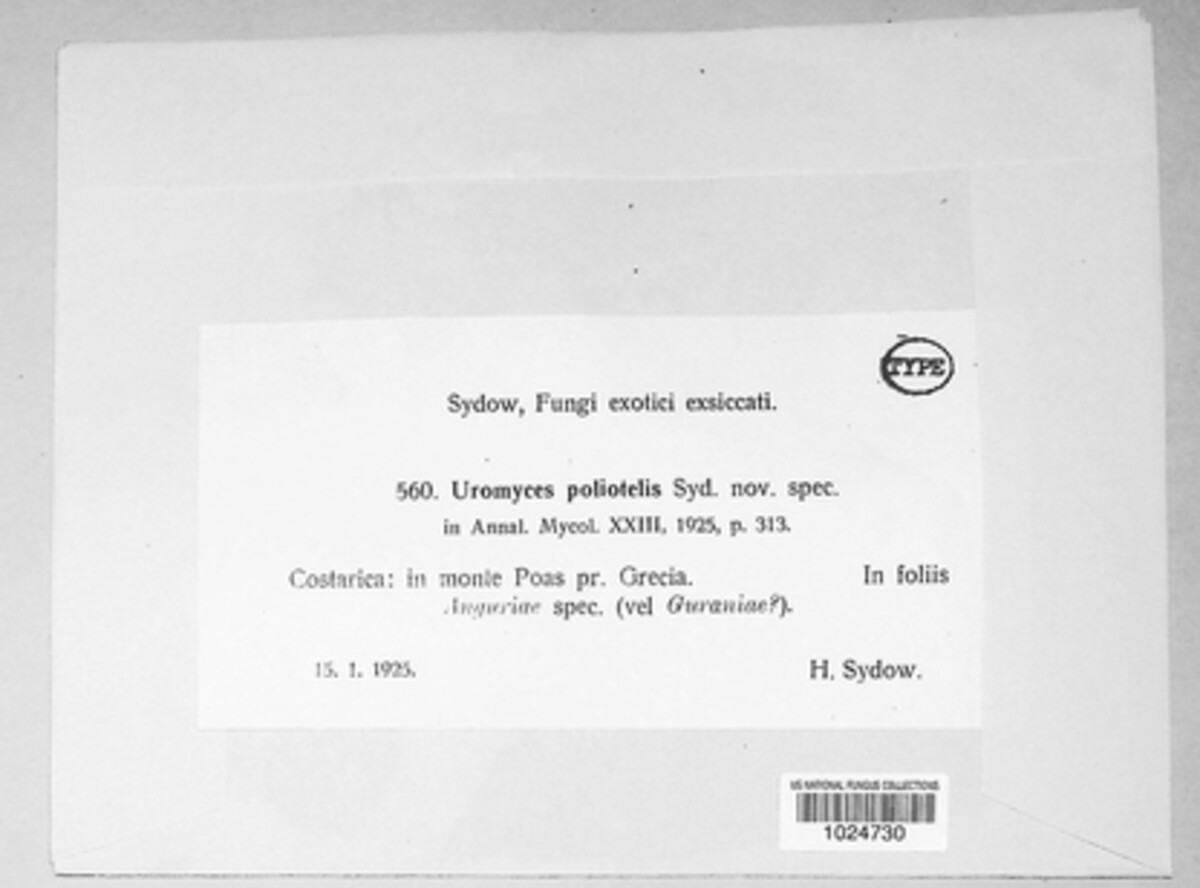 TYPE
Sydow, Fungi exotici exsiccati.
560. Uromyces poliotelis Syd. nov. spec.
in Annal. Mycol. XXIII, 1925, p. 313.
Costarica: in monte Poas pr. Grecia. In foliis
Anguriae spec. (vel Guraniae?).
15. 1. 1925. H. Sydow.
US NATIONAL FUNGUS COLLECTIONS
1024730